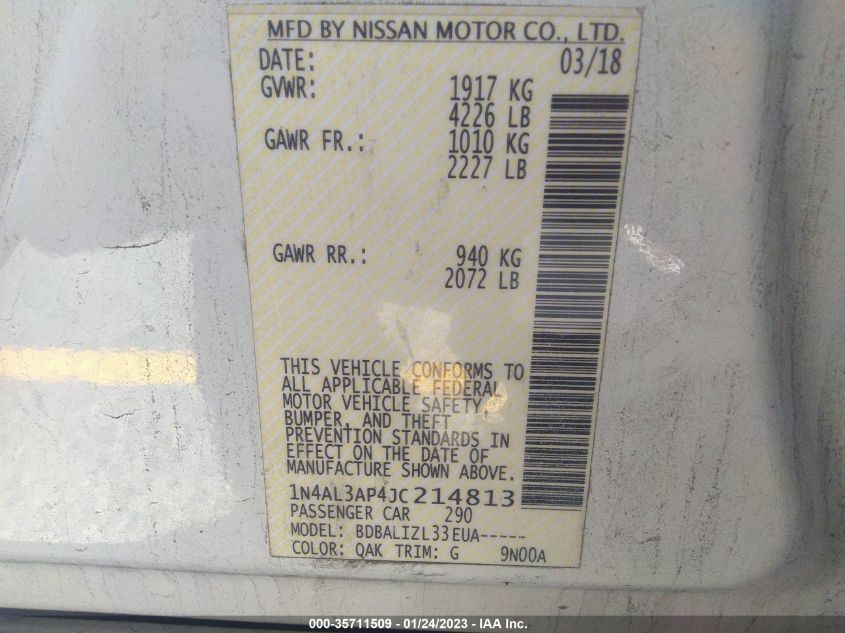 MFD BY NISSAN MOTOR CO., LTD.
DATE: 03/18
GVWR: 1917 KG
4226 LB
GAWR FR.: 1010 KG
2227 LB
GAWR RR.: 940 KG
2072 LB
THIS VEHICLE CONFORMS TO
ALL APPLICABLE FEDERAL
MOTOR VEHICLE SAFETY,
BUMPER, AND THEFT
PREVENTION STANDARDS IN
EFFECT ON THE DATE OF
MANUFACTURE SHOWN ABOVE.
1N4AL3AP4JC214813
PASSENGER CAR 290
MODEL: BDBALIZL33EUA-----
COLOR: QAK TRIM: G 9N00A
000-35711509 - 01/24/2023 - IAA Inc.